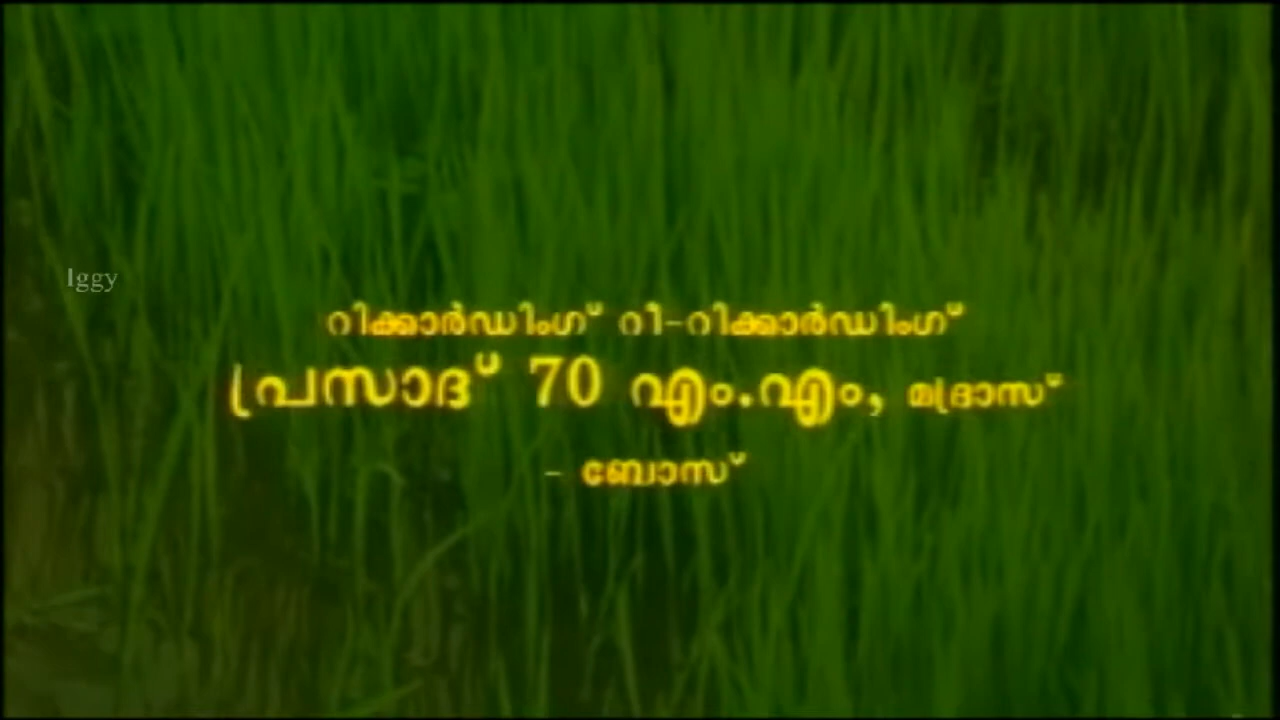 Iggy
റിക്കാർഡിംഗ് റീ-റിക്കാർഡിംഗ്
പ്രസാദ് 70 എം.എം, മദ്രാസ്
- ബോസ്